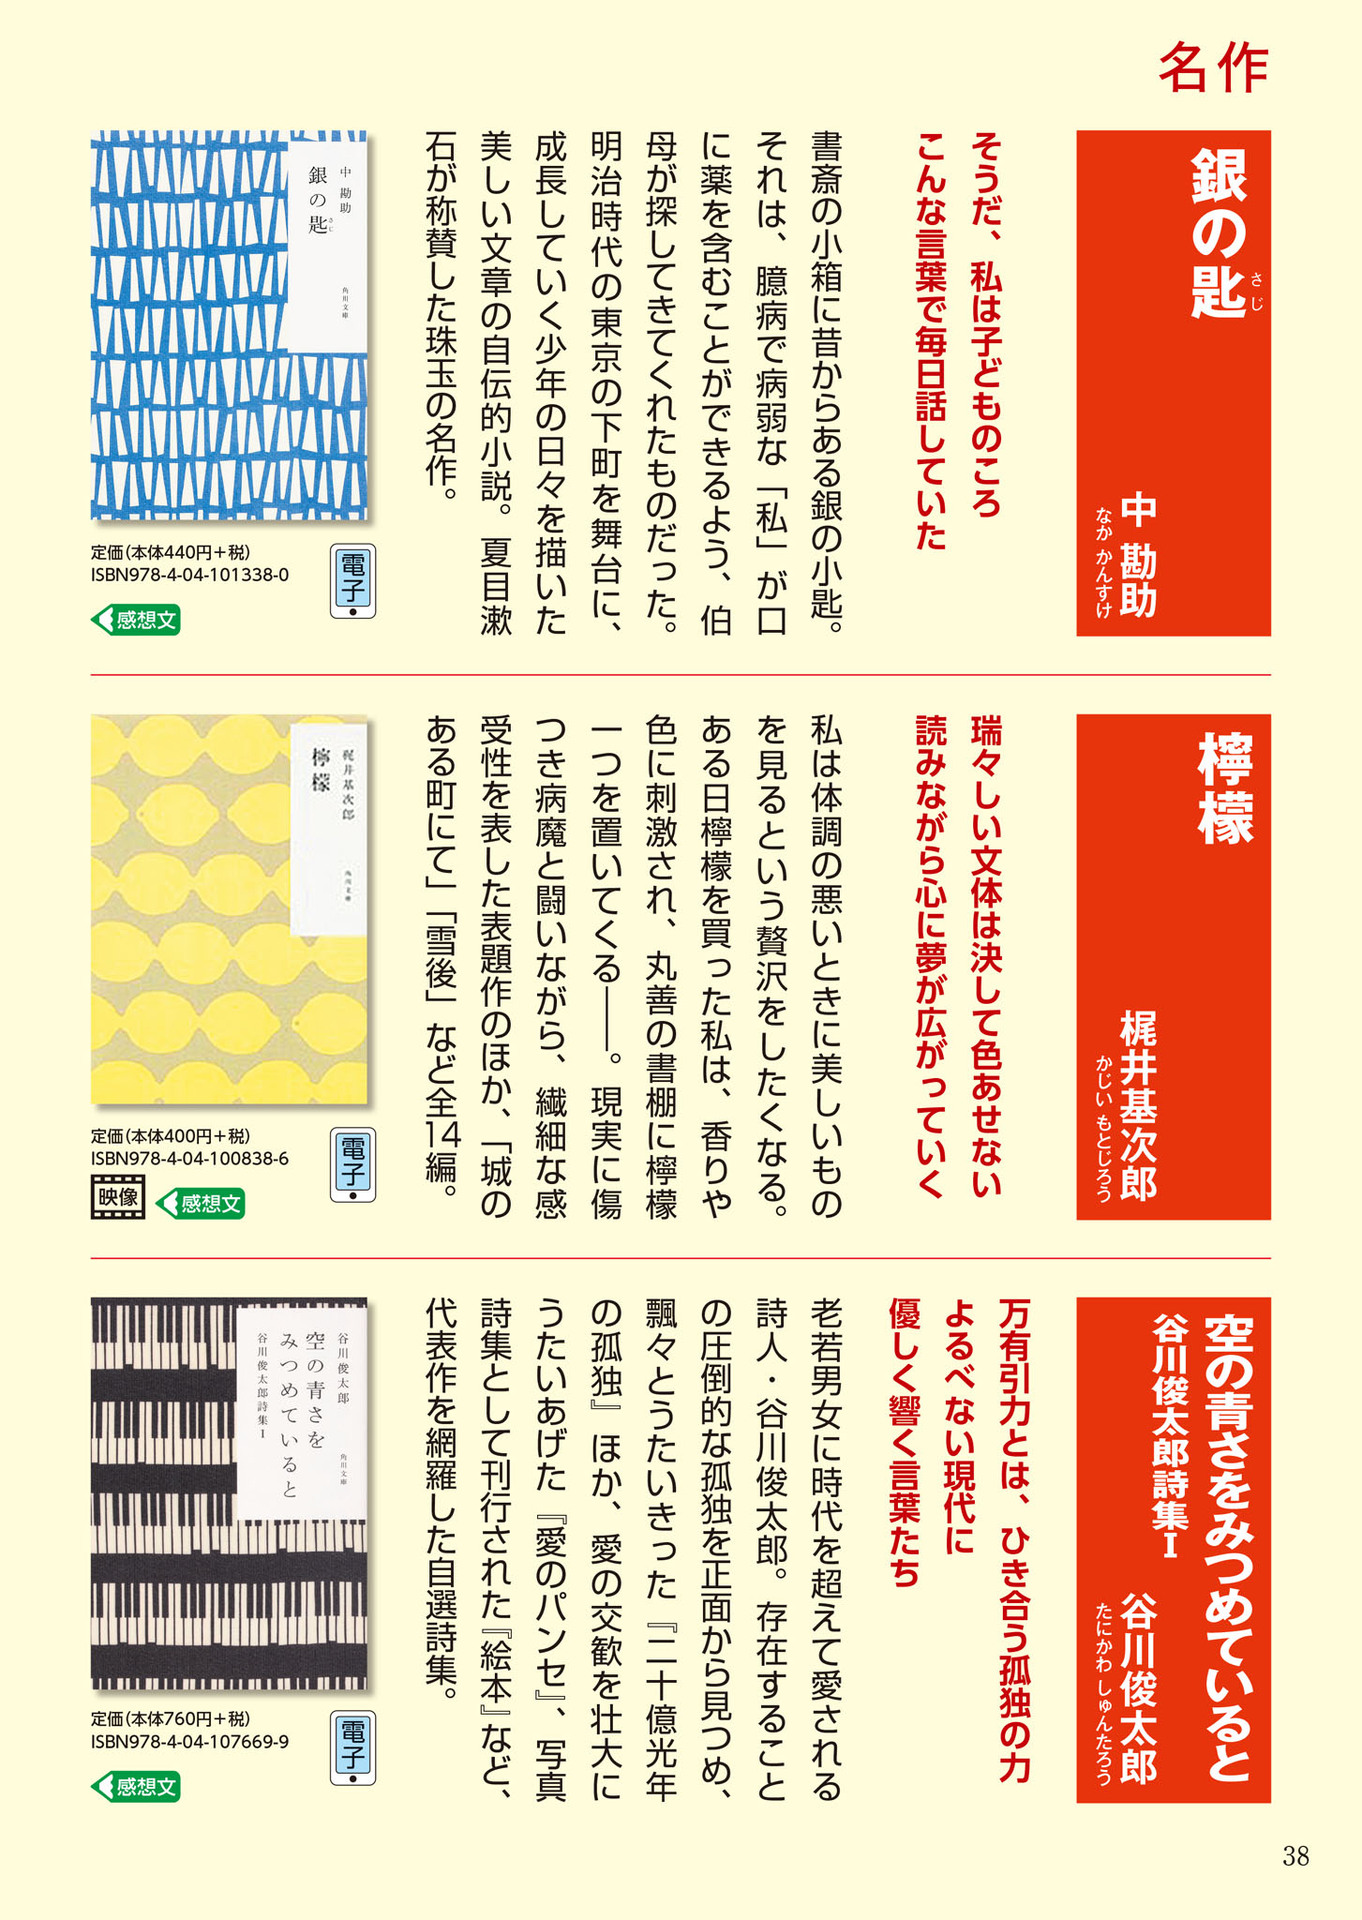 名作
銀の匙
さじ
中 勘助
なか かんすけ
そうだ、私は子どものころ
こんな言葉で毎日話していた
書斎の小箱に昔からある銀の小匙。
それは、臆病で病弱な「私」が口
に薬を含むことができるよう、伯
母が探してきてくれたものだった。
明治時代の東京の下町を舞台に、
成長していく少年の日々を描いた
美しい文章の自伝的小説。夏目漱
石が称賛した珠玉の名作。
中 勘助
銀の匙
さじ
角川文庫
定価(本体440円+税)
ISBN978-4-04-101338-0
電子
感想文
檸檬
梶井基次郎
かじい もとじろう
瑞々しい文体は決して色あせない
読みながら心に夢が広がっていく
私は体調の悪いときに美しいもの
を見るという贅沢をしたくなる。
ある日檸檬を買った私は、香りや
色に刺激され、丸善の書棚に檸檬
一つを置いてくる――。現実に傷
つき病魔と闘いながら、繊細な感
受性を表した表題作のほか、「城の
ある町にて」「雪後」など全14編。
梶井基次郎
檸檬
角川文庫
定価(本体400円+税)
ISBN978-4-04-100838-6
電子
映像
感想文
空の青さをみつめていると
谷川俊太郎詩集Ⅰ
谷川俊太郎
たにかわ しゅんたろう
万有引力とは、ひき合う孤独の力
よるべない現代に
優しく響く言葉たち
老若男女に時代を超えて愛される
詩人・谷川俊太郎。存在すること
の圧倒的な孤独を正面から見つめ、
飄々とうたいきった『二十億光年
の孤独』ほか、愛の交歓を壮大に
うたいあげた『愛のパンセ』、写真
詩集として刊行された『絵本』など、
代表作を網羅した自選詩集。
谷川俊太郎
空の青さを
みつめていると
谷川俊太郎詩集Ⅰ
角川文庫
定価(本体760円+税)
ISBN978-4-04-107669-9
電子
感想文
38